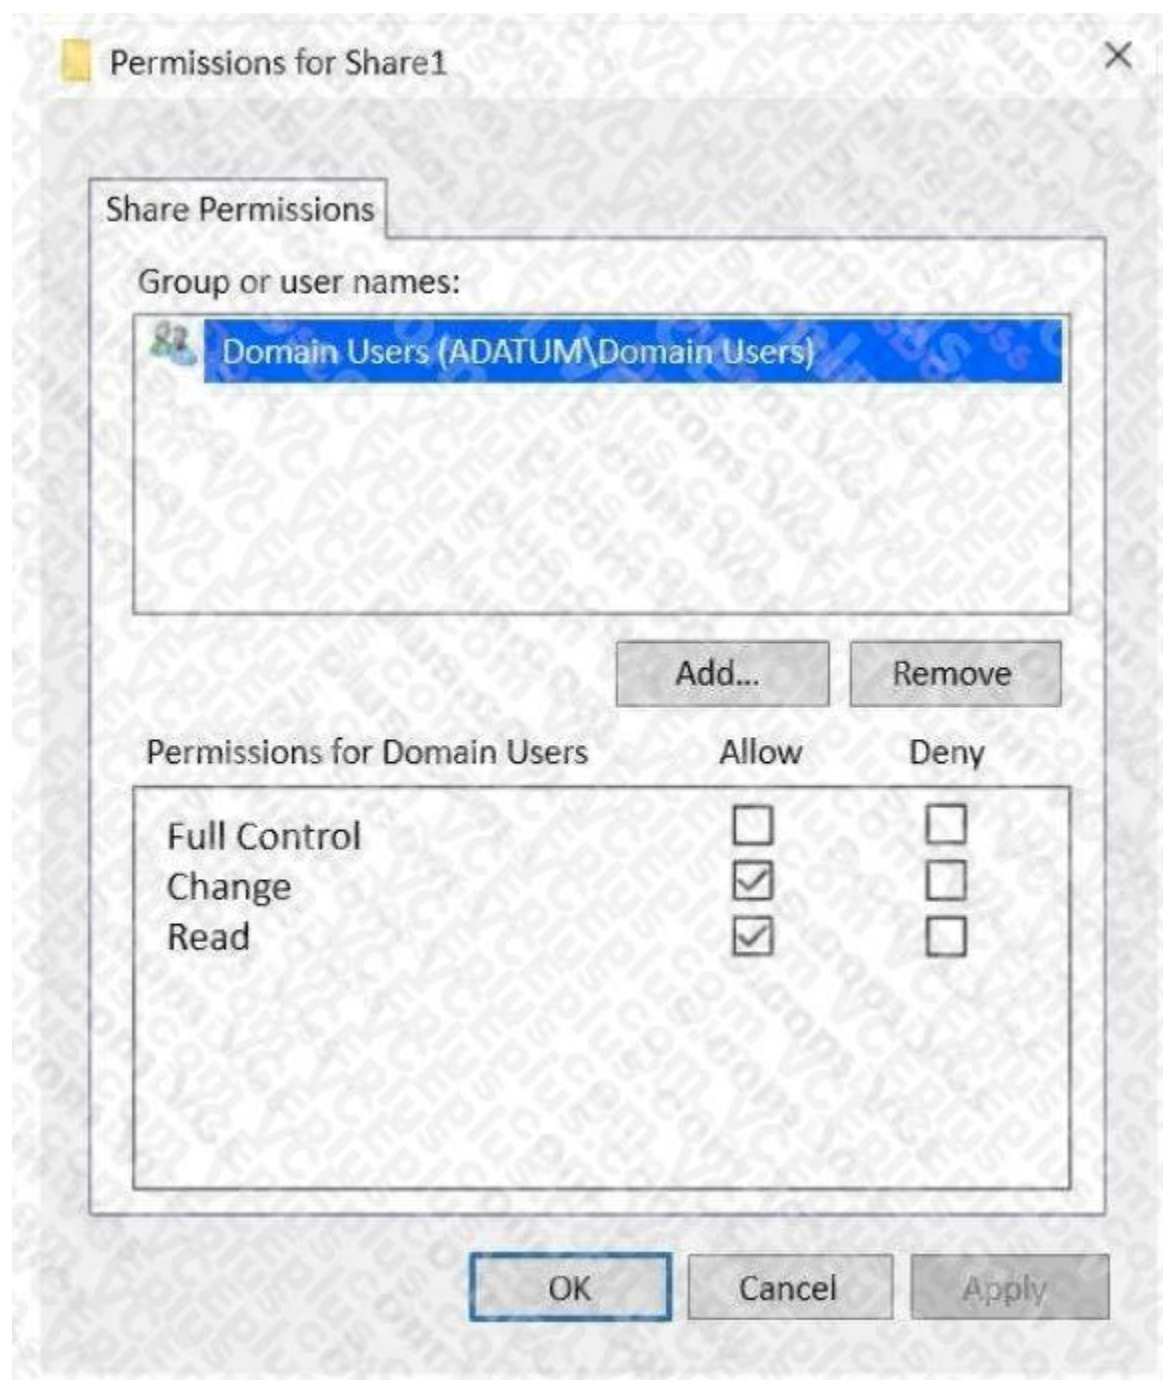 Permissions for Share1
Share Permissions
Group or user names:
Domain Users (ADATUM\Domain Users)
Add... Remove
Permissions for Domain Users Allow Deny
Full Control
Change
Read
OK Cancel Apply